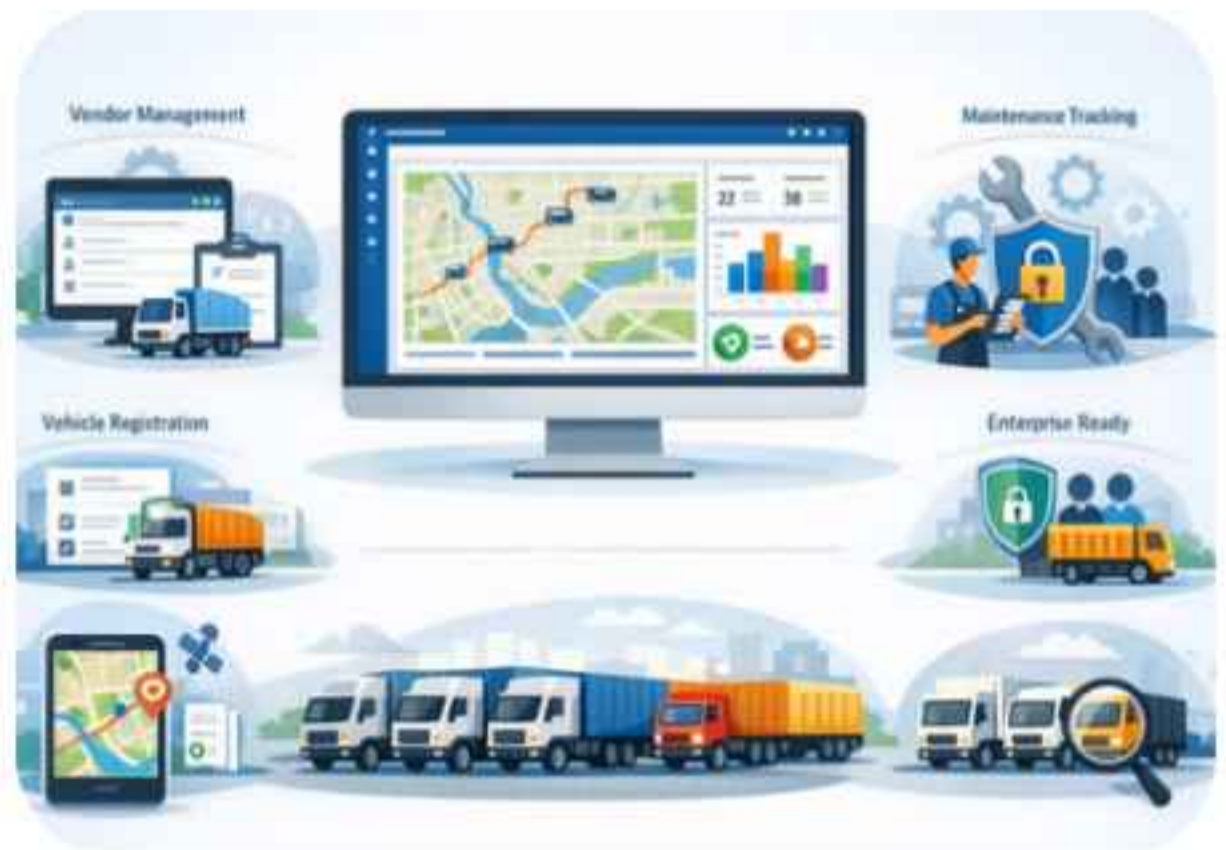 Vendor Management
Maintenance Tracking
22
38
Vehicle Registration
Enterprise Ready